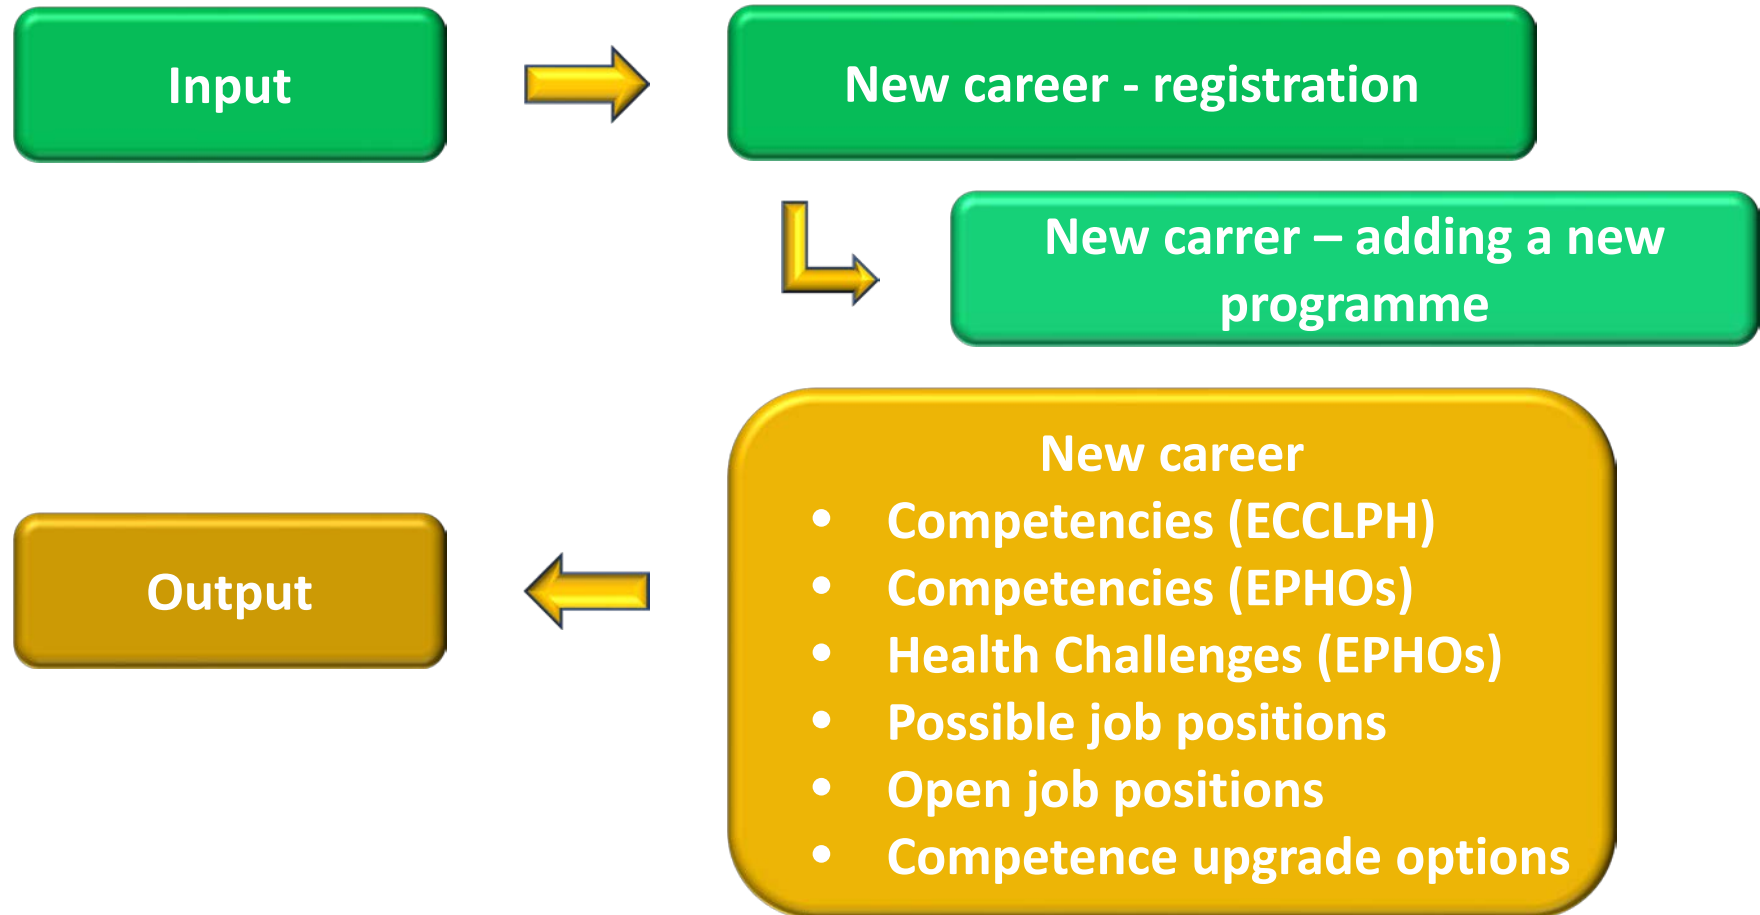 Input
New career - registration
New carrer – adding a new
programme
New career
• Competencies (ECCLPH)
• Competencies (EPHOs)
• Health Challenges (EPHOs)
• Possible job positions
• Open job positions
• Competence upgrade options
Output